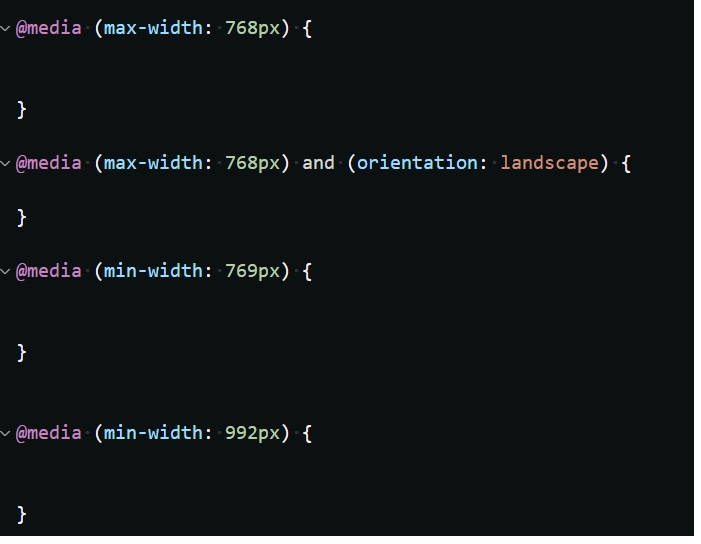 @media (max-width: 768px) {
}
@media (max-width: 768px) and (orientation: landscape) {
}
@media (min-width: 769px) {
}
@media (min-width: 992px) {
}